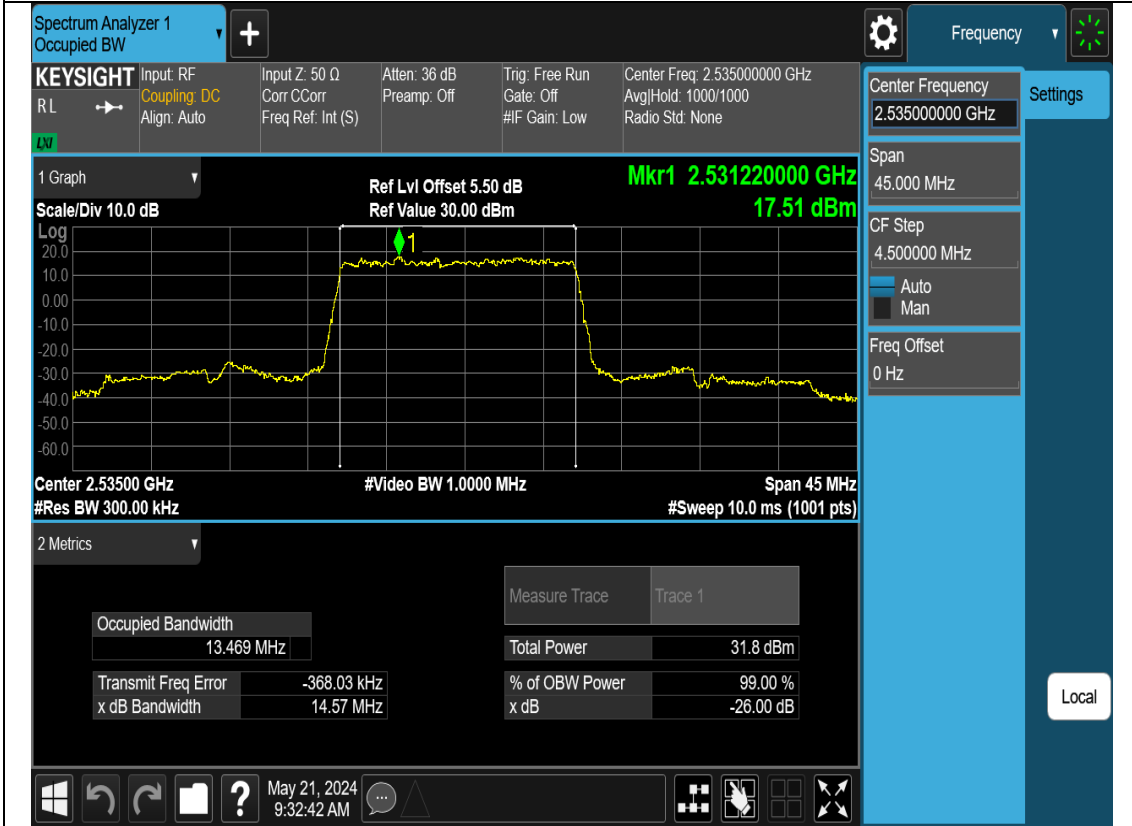 Spectrum Analyzer 1
Occupied BW
+
Frequency
KEYSIGHT
R L
LXI
Input: RF
Coupling: DC
Align: Auto
Input Z: 50 Ω
Corr CCorr
Freq Ref: Int (S)
Atten: 36 dB
Preamp: Off
Trig: Free Run
Gate: Off
#IF Gain: Low
Center Freq: 2.535000000 GHz
Avg|Hold: 1000/1000
Radio Std: None
Center Frequency
2.535000000 GHz
Settings
Span
45.000 MHz
CF Step
4.500000 MHz
Auto
Man
Freq Offset
0 Hz
Local
1 Graph
Scale/Div 10.0 dB
Ref Lvl Offset 5.50 dB
Ref Value 30.00 dBm
Mkr1 2.531220000 GHz
17.51 dBm
Log
1
20.0
10.0
0.00
-10.0
-20.0
-30.0
-40.0
-50.0
-60.0
Center 2.53500 GHz
#Video BW 1.0000 MHz
Span 45 MHz
#Res BW 300.00 kHz
#Sweep 10.0 ms (1001 pts)
2 Metrics
Measure Trace
Trace 1
Occupied Bandwidth
13.469 MHz
Total Power
31.8 dBm
Transmit Freq Error
-368.03 kHz
% of OBW Power
99.00 %
x dB Bandwidth
14.57 MHz
x dB
-26.00 dB
?
May 21, 2024
9:32:42 AM